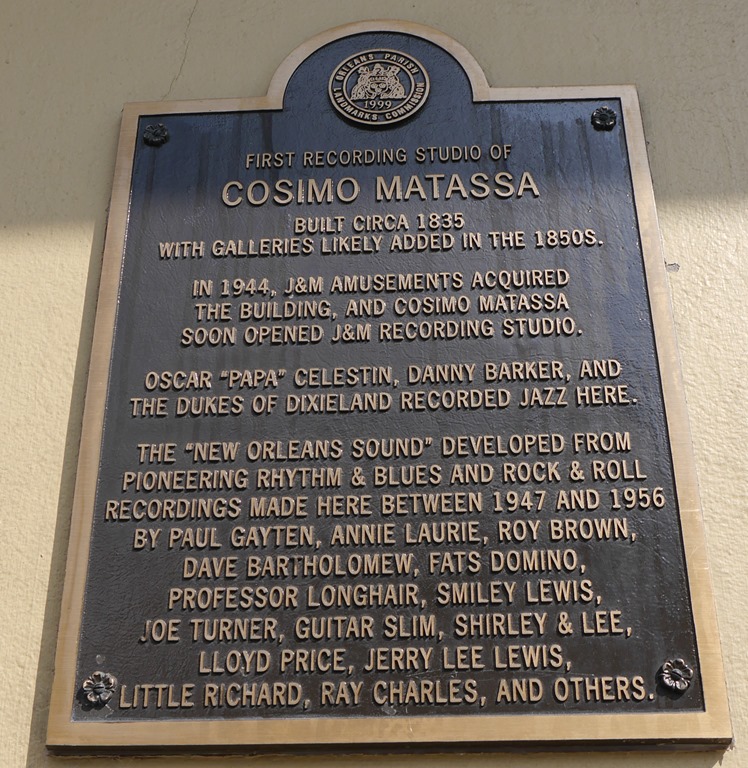 ORLEANS PARISH
LANDMARKS COMMISSION
1999
FIRST RECORDING STUDIO OF
COSIMO MATASSA
BUILT CIRCA 1835
WITH GALLERIES LIKELY ADDED IN THE 1850S.
IN 1944, J&M AMUSEMENTS ACQUIRED
THE BUILDING, AND COSIMO MATASSA
SOON OPENED J&M RECORDING STUDIO.
OSCAR "PAPA" CELESTIN, DANNY BARKER, AND
THE DUKES OF DIXIELAND RECORDED JAZZ HERE.
THE "NEW ORLEANS SOUND" DEVELOPED FROM
PIONEERING RHYTHM & BLUES AND ROCK & ROLL
RECORDINGS MADE HERE BETWEEN 1947 AND 1956
BY PAUL GAYTEN, ANNIE LAURIE, ROY BROWN,
DAVE BARTHOLOMEW, FATS DOMINO,
PROFESSOR LONGHAIR, SMILEY LEWIS,
JOE TURNER, GUITAR SLIM, SHIRLEY & LEE,
LLOYD PRICE, JERRY LEE LEWIS,
LITTLE RICHARD, RAY CHARLES, AND OTHERS.